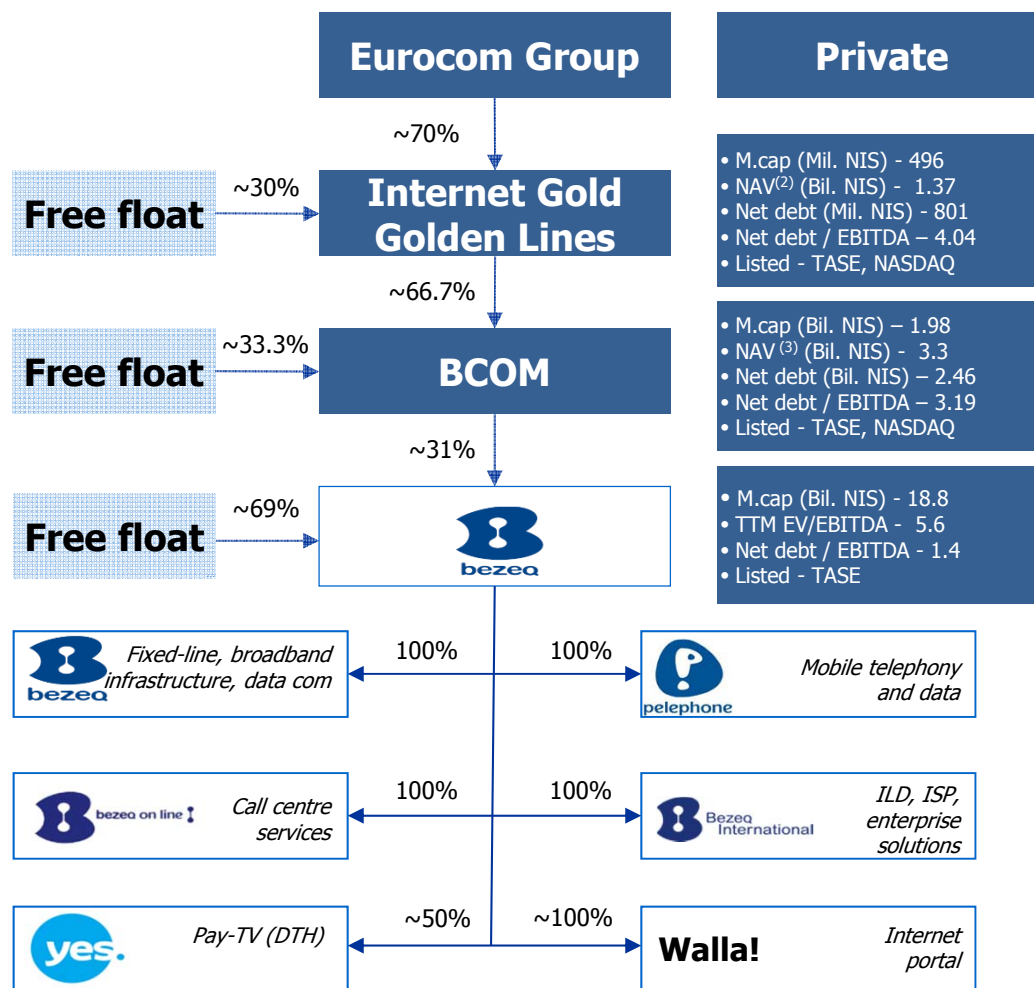 Eurocom Group
Private
~70%
Free float
~30%
Internet Gold
Golden Lines
• M.cap (Mil. NIS) - 496
• NAV(2) (Bil. NIS) - 1.37
• Net debt (Mil. NIS) - 801
• Net debt / EBITDA – 4.04
• Listed - TASE, NASDAQ
~66.7%
Free float
~33.3%
BCOM
• M.cap (Bil. NIS) – 1.98
• NAV (3) (Bil. NIS) - 3.3
• Net debt (Bil. NIS) – 2.46
• Net debt / EBITDA – 3.19
• Listed - TASE, NASDAQ
~31%
Free float
~69%
bezeq
• M.cap (Bil. NIS) - 18.8
• TTM EV/EBITDA - 5.6
• Net debt / EBITDA - 1.4
• Listed - TASE
bezeq
Fixed-line, broadband
infrastructure, data com
100%
100%
pelephone
Mobile telephony
and data
bezeq on line
Call centre
services
100%
100%
Bezeq
International
ILD, ISP,
enterprise
solutions
yes.
Pay-TV (DTH)
~50%
~100%
Walla!
Internet
portal